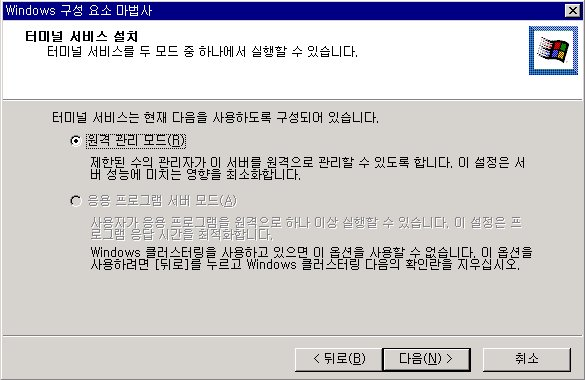 Windows 구성 요소 마법사
터미널 서비스 설치
터미널 서비스를 두 모드 중 하나에서 실행할 수 있습니다.
터미널 서비스는 현재 다음을 사용하도록 구성되어 있습니다.
원격 관리 모드(R)
제한된 수의 관리자가 이 서버를 원격으로 관리할 수 있도록 합니다. 이 설정은 서
버 성능에 미치는 영향을 최소화합니다.
응용 프로그램 서버 모드(A)
사용자가 응용 프로그램을 원격으로 하나 이상 실행할 수 있습니다. 이 설정은 프
로그램 응답 시간을 최적화합니다.
Windows 클러스터링을 사용하고 있으면 이 옵션을 사용할 수 없습니다. 이 옵션을
사용하려면 [뒤로]를 누르고 Windows 클러스터링 다음의 확인란을 지우십시오.
< 뒤로(B)
다음(N) >
취소